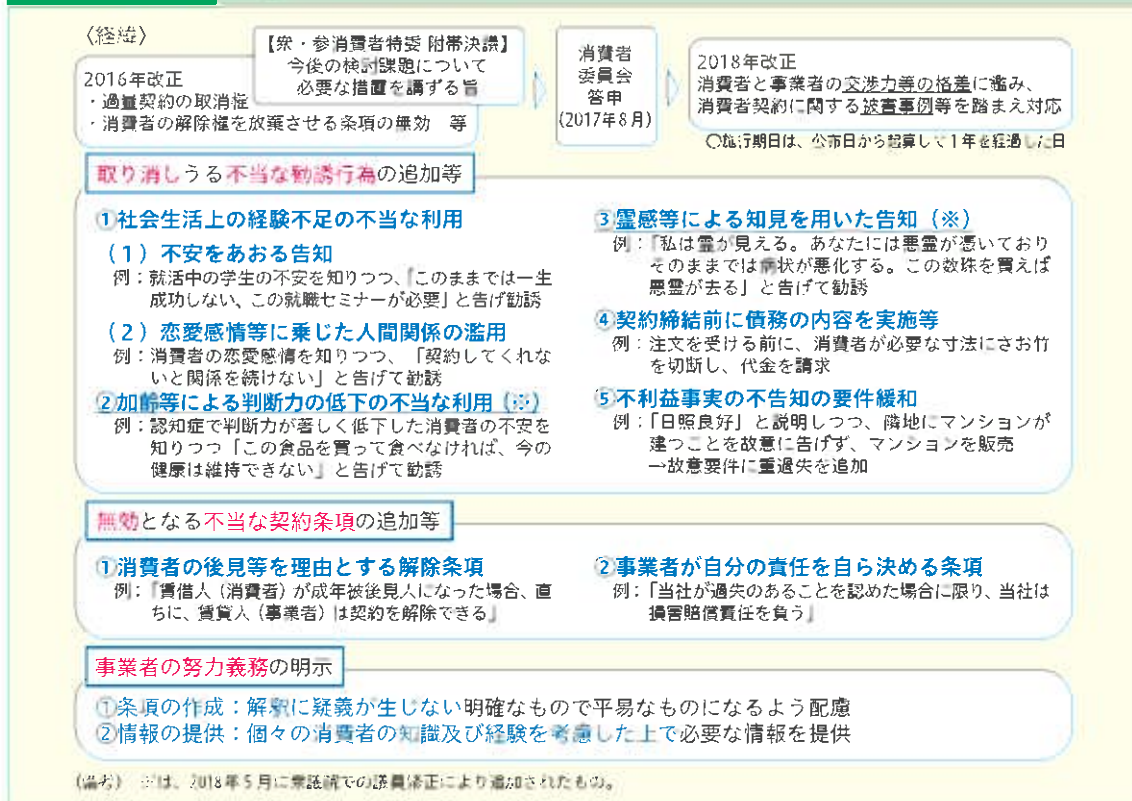 〈経緯〉
2016年改正
・過量契約の取消権
・消費者の解除権を放棄させる条項の無効　等
【衆・参消費者特委 附帯決議】
今後の検討課題について
必要な措置を講ずる旨
消費者
委員会
答申
(2017年8月)
2018年改正
消費者と事業者の交渉力等の格差に鑑み、
消費者契約に関する被害事例等を踏まえ対応
〇施行期日は、公布日から起算して1年を経過した日
取り消しうる不当な勧誘行為の追加等
①社会生活上の経験不足の不当な利用
（1）不安をあおる告知
例：就活中の学生の不安を知りつつ、「このままでは一生
成功しない、この就職セミナーが必要」と告げ勧誘
（2）恋愛感情等に乗じた人間関係の濫用
例：消費者の恋愛感情を知りつつ、「契約してくれな
いと関係を続けない」と告げて勧誘
②加齢等による判断力の低下の不当な利用（※）
例：認知症で判断力が著しく低下した消費者の不安を
知りつつ「この食品を買って食べなければ、今の
健康は維持できない」と告げて勧誘
③霊感等による知見を用いた告知（※）
例：「私は霊が見える。あなたには悪霊が憑いており
そのままでは病状が悪化する。この数珠を買えば
悪霊が去る」と告げて勧誘
④契約締結前に債務の内容を実施等
例：注文を受ける前に、消費者が必要な寸法にさお竹
を切断し、代金を請求
⑤不利益事実の不告知の要件緩和
例：「日照良好」と説明しつつ、隣地にマンションが
建つことを故意に告げず、マンションを販売
→故意要件に重過失を追加
無効となる不当な契約条項の追加等
①消費者の後見等を理由とする解除条項
例：「賃借人（消費者）が成年被後見人になった場合、直
ちに、賃貸人（事業者）は契約を解除できる」
②事業者が自分の責任を自ら決める条項
例：「当社が過失のあることを認めた場合に限り、当社は
損害賠償責任を負う」
事業者の努力義務の明示
①条項の作成：解釈に疑義が生じない明確なもので平易なものになるよう配慮
②情報の提供：個々の消費者の知識及び経験を考慮した上で必要な情報を提供
（備考）※は、2018年5月に衆議院での議員修正により追加されたもの。